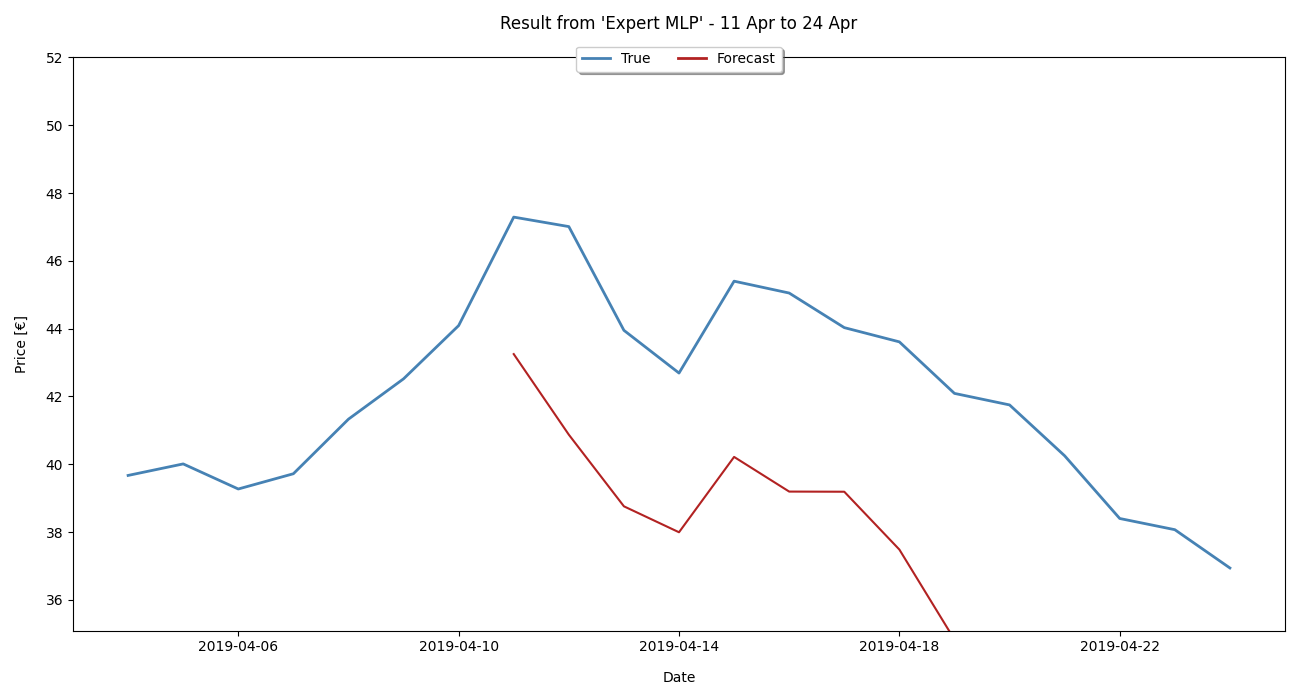 Result from 'Expert MLP' - 11 Apr to 24 Apr
True Forecast
52
50
48
46
44
42
40
38
36
Price [€]
2019-04-06 2019-04-10 2019-04-14 2019-04-18 2019-04-22
Date